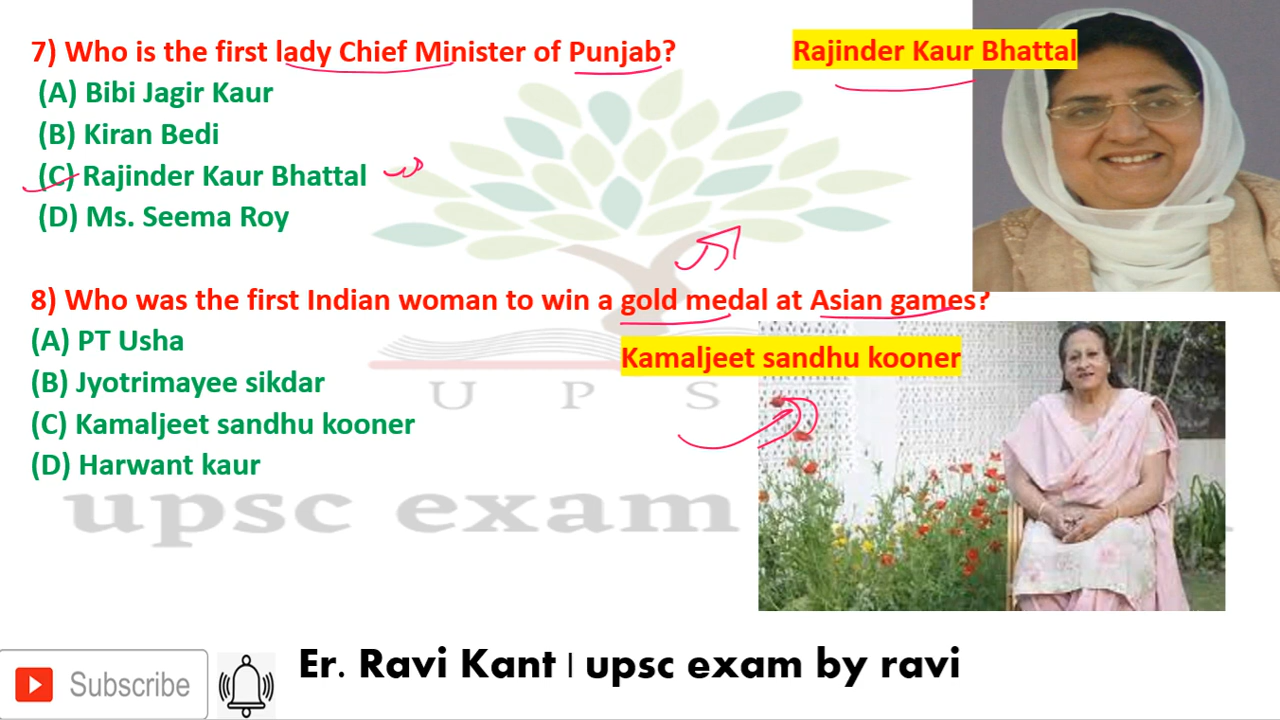 7) Who is the first lady Chief Minister of Punjab?
Rajinder Kaur Bhattal
(A) Bibi Jagir Kaur
(B) Kiran Bedi
(C) Rajinder Kaur Bhattal
(D) Ms. Seema Roy
8) Who was the first Indian woman to win a gold medal at Asian games?
Kamaljeet sandhu kooner
(A) PT Usha
(B) Jyotrimayee sikdar
(C) Kamaljeet sandhu kooner
(D) Harwant kaur
U P S
upsc exam
Subscribe
Er. Ravi Kant | upsc exam by ravi